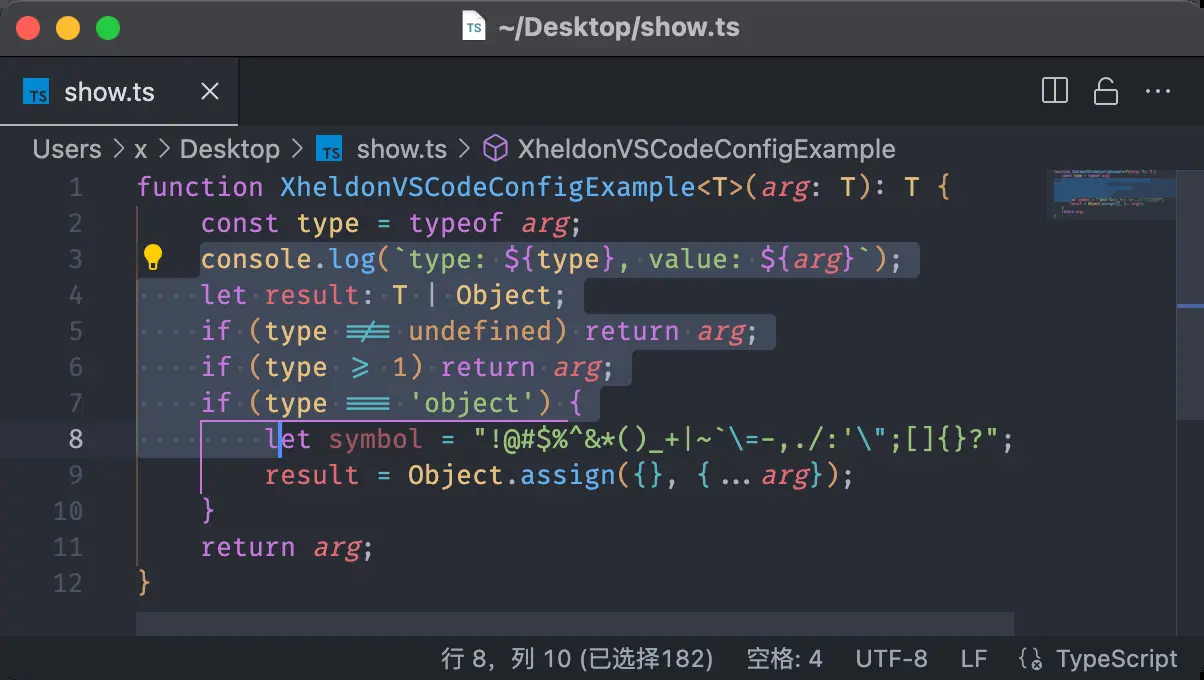 TS ~/Desktop/show.ts
TS show.ts
Users > x > Desktop > TS show.ts > XheldonVSCodeConfigExample
1 function XheldonVSCodeConfigExample<T>(arg: T): T {
2     const type = typeof arg;
3     console.log(`type: ${type}, value: ${arg}`);
4     let result: T | Object;
5     if (type !== undefined) return arg;
6     if (type >= 1) return arg;
7     if (type === 'object') {
8         let symbol = "!@#$%^&*()_+|~`\=-,./:'\";[]{}?";
9         result = Object.assign({}, {...arg});
10     }
11     return arg;
12 }
行 8，列 10 (已选择182) 空格: 4 UTF-8 LF TypeScript